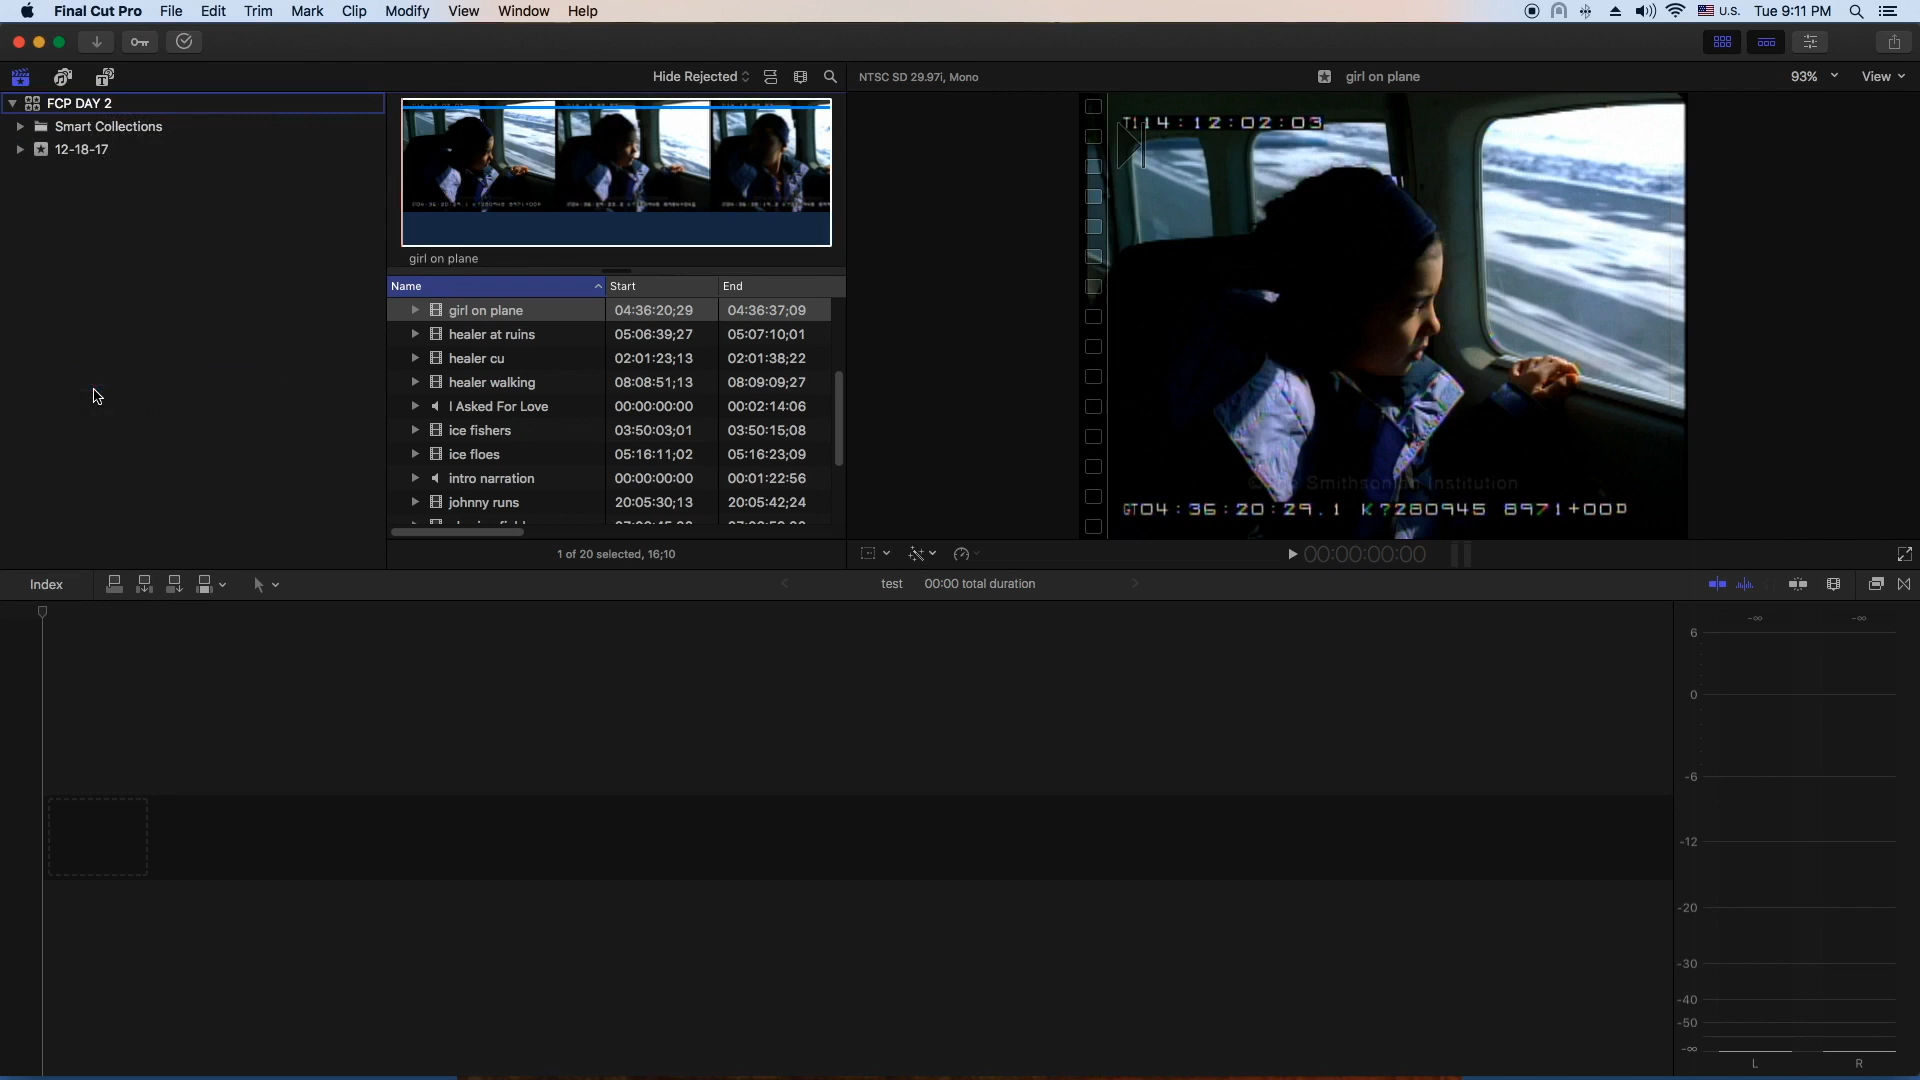 Final Cut Pro File Edit Trim Mark Clip Modify View Window Help U.S. Tue 9:11 PM
Hide Rejected NTSC SD 29.97i, Mono girl on plane 93% View
FCP DAY 2
Smart Collections
12-18-17
girl on plane
Name Start End
girl on plane 04:36:20;29 04:36:37;09
healer at ruins 05:06:39;27 05:07:10;01
healer cu 02:01:23;13 02:01:38;22
healer walking 08:08:51;13 08:09:09;27
I Asked For Love 00:00:00:00 00:02:14:06
ice fishers 03:50:03;01 03:50:15;08
ice floes 05:16:11;02 05:16:23;09
intro narration 00:00:00:00 00:01:22:56
johnny runs 20:05:30;13 20:05:42;24
1 of 20 selected, 16;10
14:12:02:03
Smithsonian Institution
04:36:20:29.1 K?280945 8971+00
00:00:00:00
Index test 00:00 total duration
-∞ -∞
6
0
-6
-12
-20
-30
-40
-50
-∞
L R